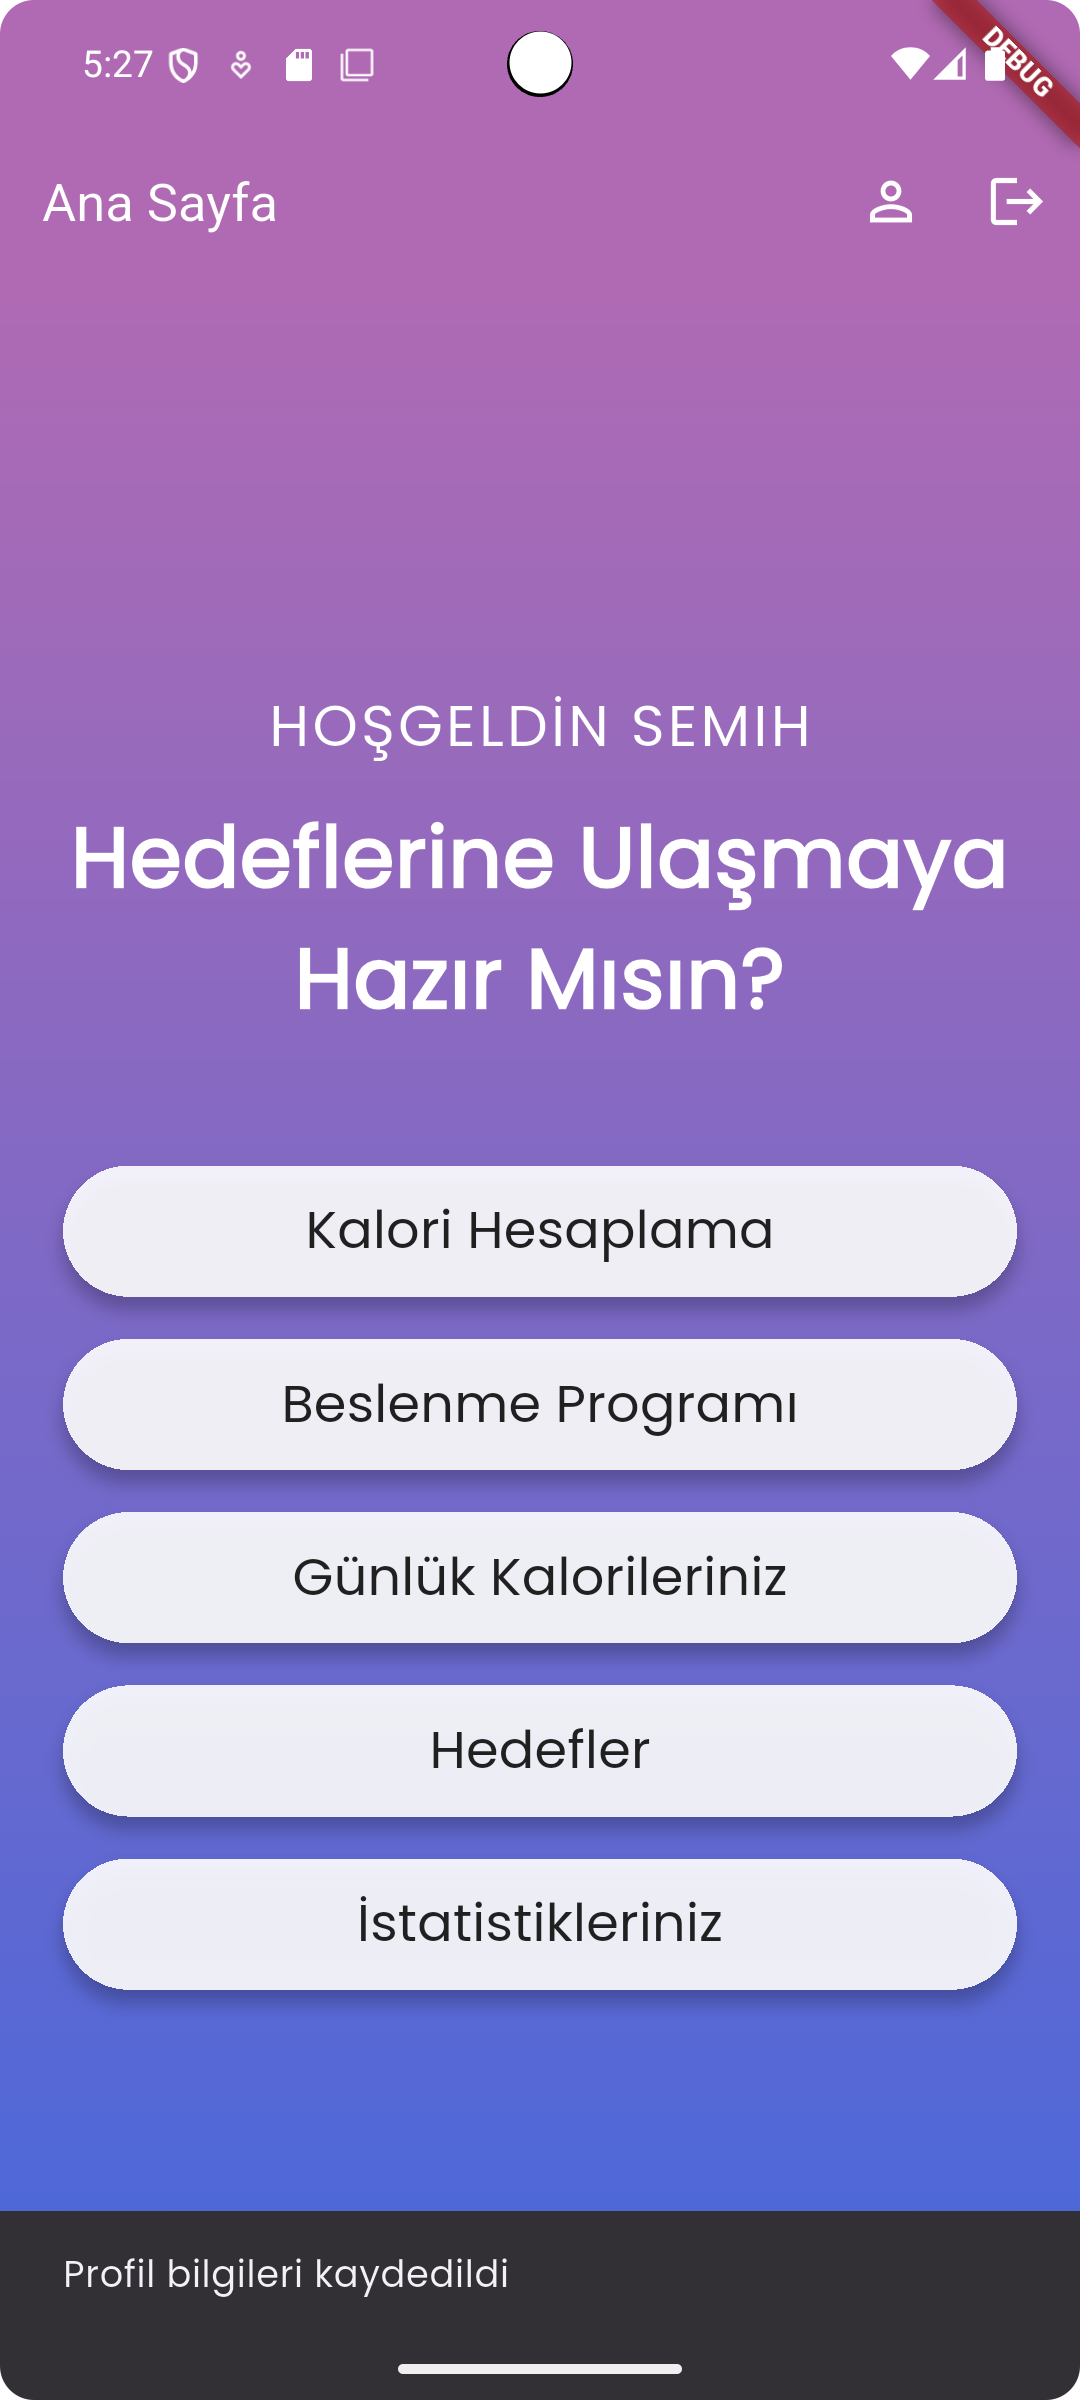 5:27
DEBUG
Ana Sayfa
HOŞGELDİN SEMIH
Hedeflerine Ulaşmaya
Hazır Mısın?
Kalori Hesaplama
Beslenme Programı
Günlük Kalorileriniz
Hedefler
İstatistikleriniz
Profil bilgileri kaydedildi